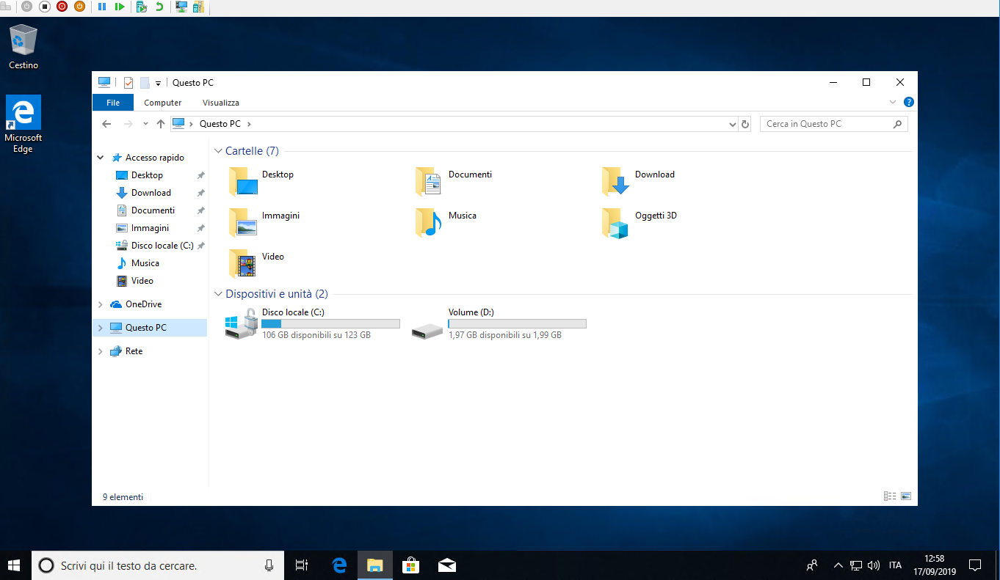 Cestino
Microsoft
Edge
Questo PC
File Computer Visualizza
Questo PC
Cerca in Questo PC
Accesso rapido
Desktop
Download
Documenti
Immagini
Disco locale (C:)
Musica
Video
OneDrive
Questo PC
Rete
Cartelle (7)
Desktop
Documenti
Download
Immagini
Musica
Oggetti 3D
Video
Dispositivi e unità (2)
Disco locale (C:)
106 GB disponibili su 123 GB
Volume (D:)
1,97 GB disponibili su 1,99 GB
9 elementi
Scrivi qui il testo da cercare.
ITA
12:58
17/09/2019